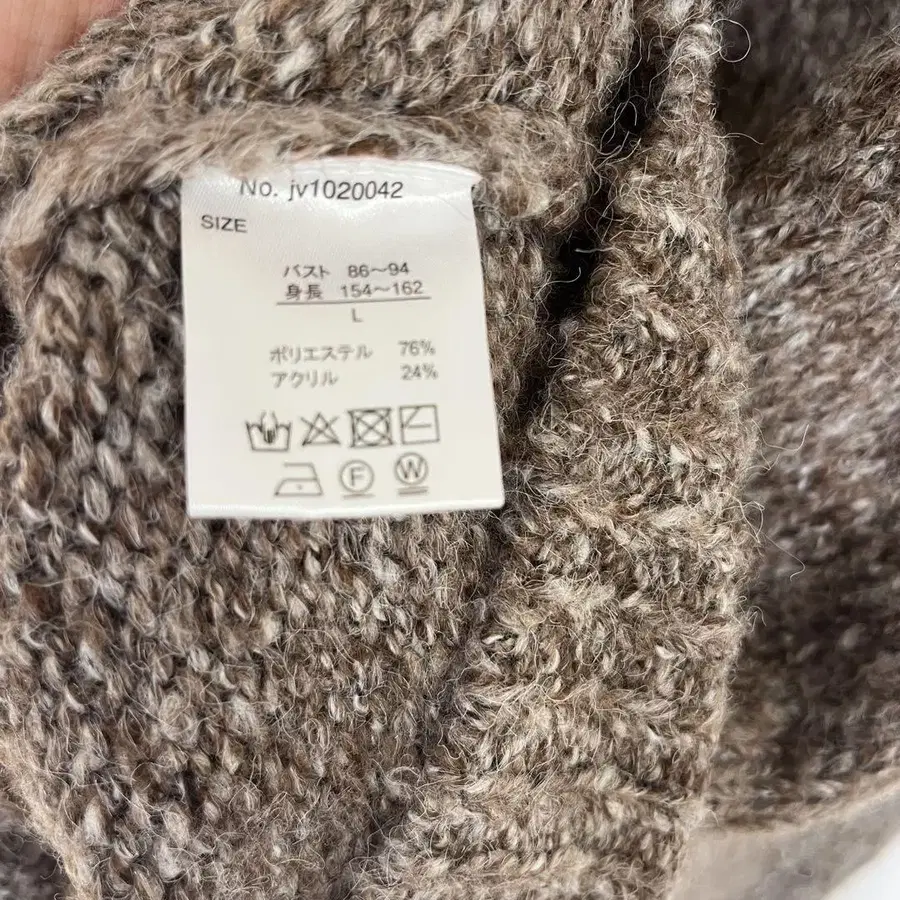 No. jv1020042
SIZE
バスト 86〜94
身長 154〜162
L
ポリエステル 76%
アクリル 24%
F W